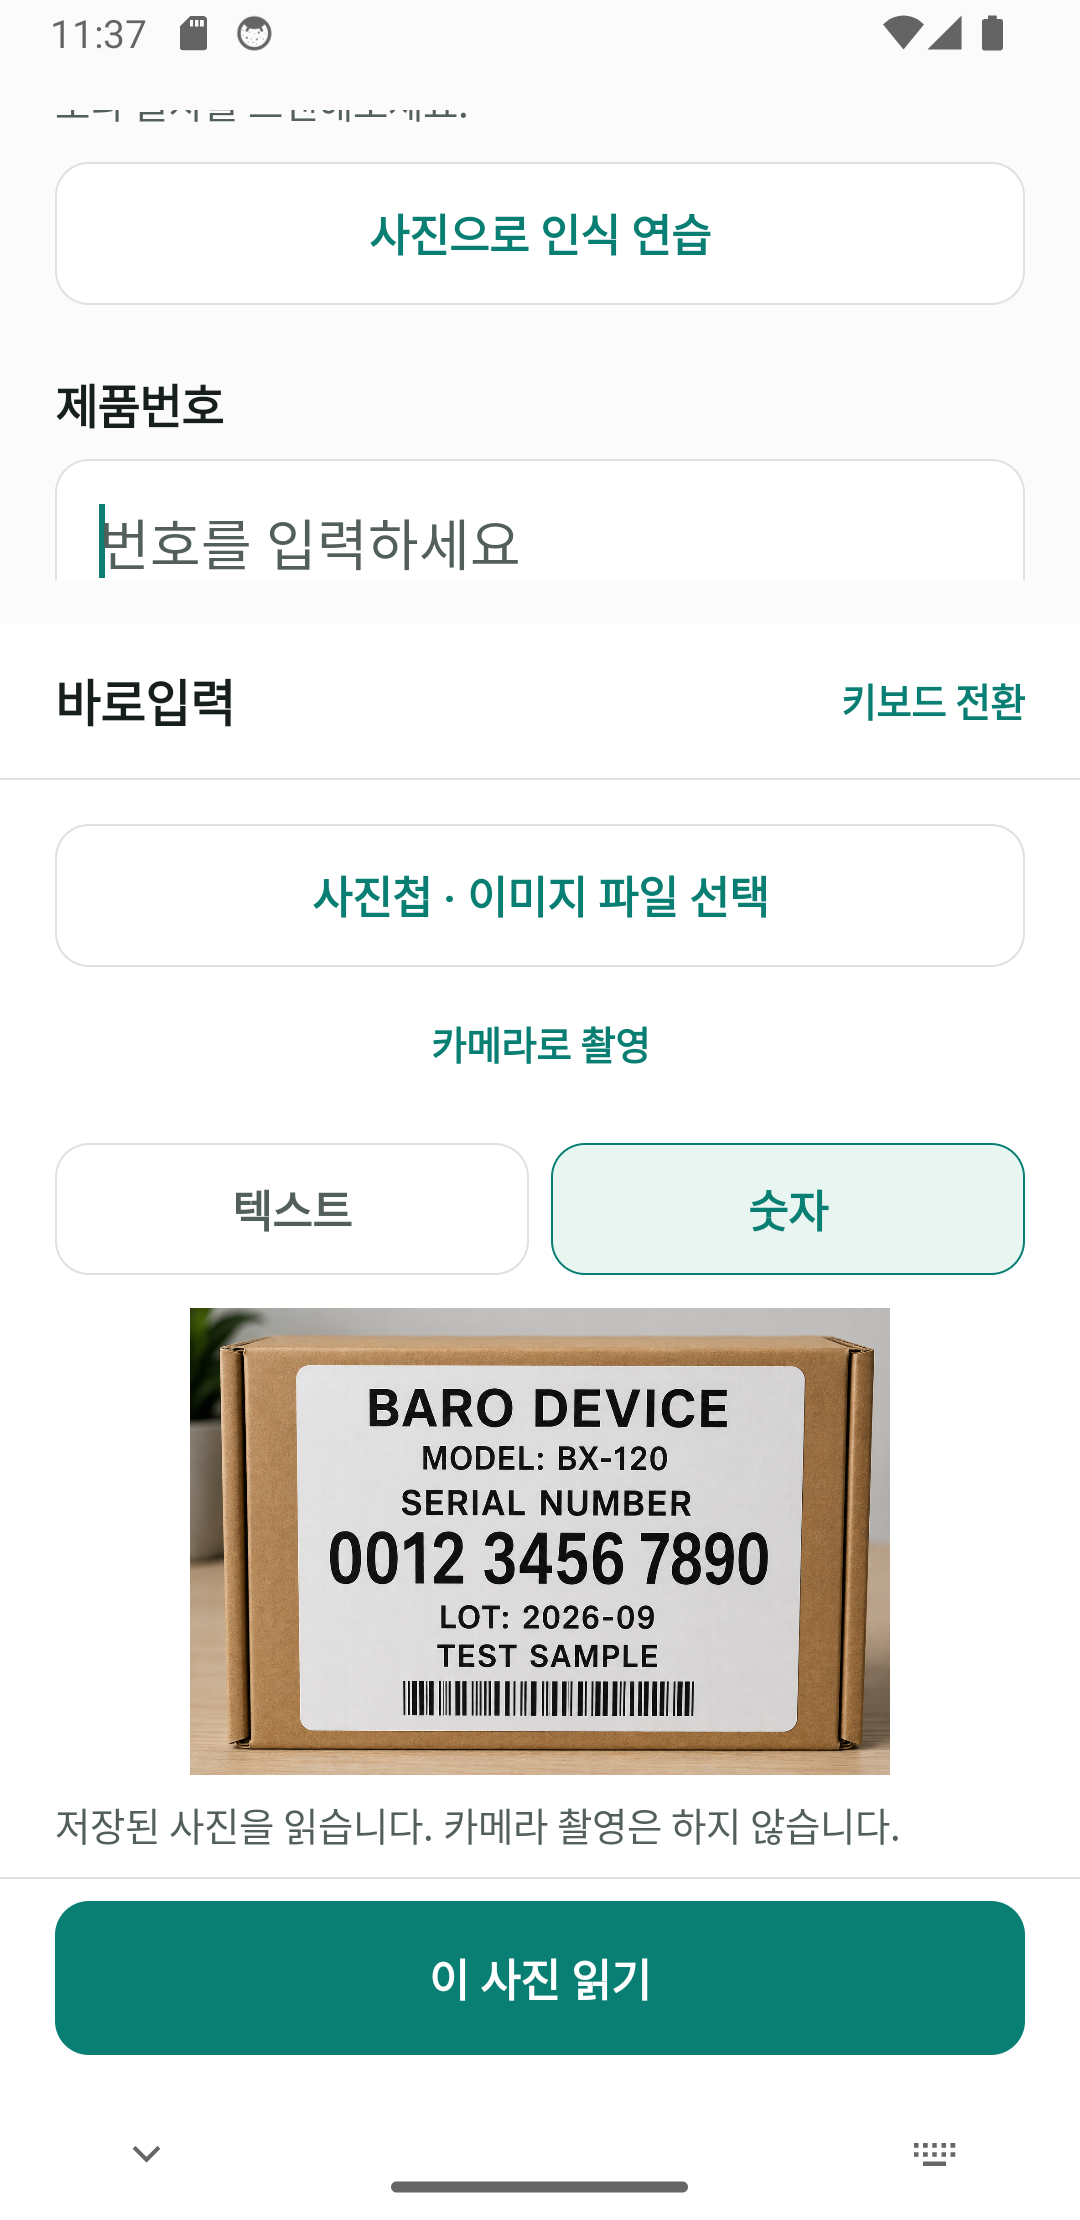 11:37
사진으로 인식 연습
제품번호
번호를 입력하세요
바로입력
키보드 전환
사진첩 · 이미지 파일 선택
카메라로 촬영
텍스트
숫자
BARO DEVICE
MODEL: BX-120
SERIAL NUMBER
0012 3456 7890
LOT: 2026-09
TEST SAMPLE
저장된 사진을 읽습니다. 카메라 촬영은 하지 않습니다.
이 사진 읽기